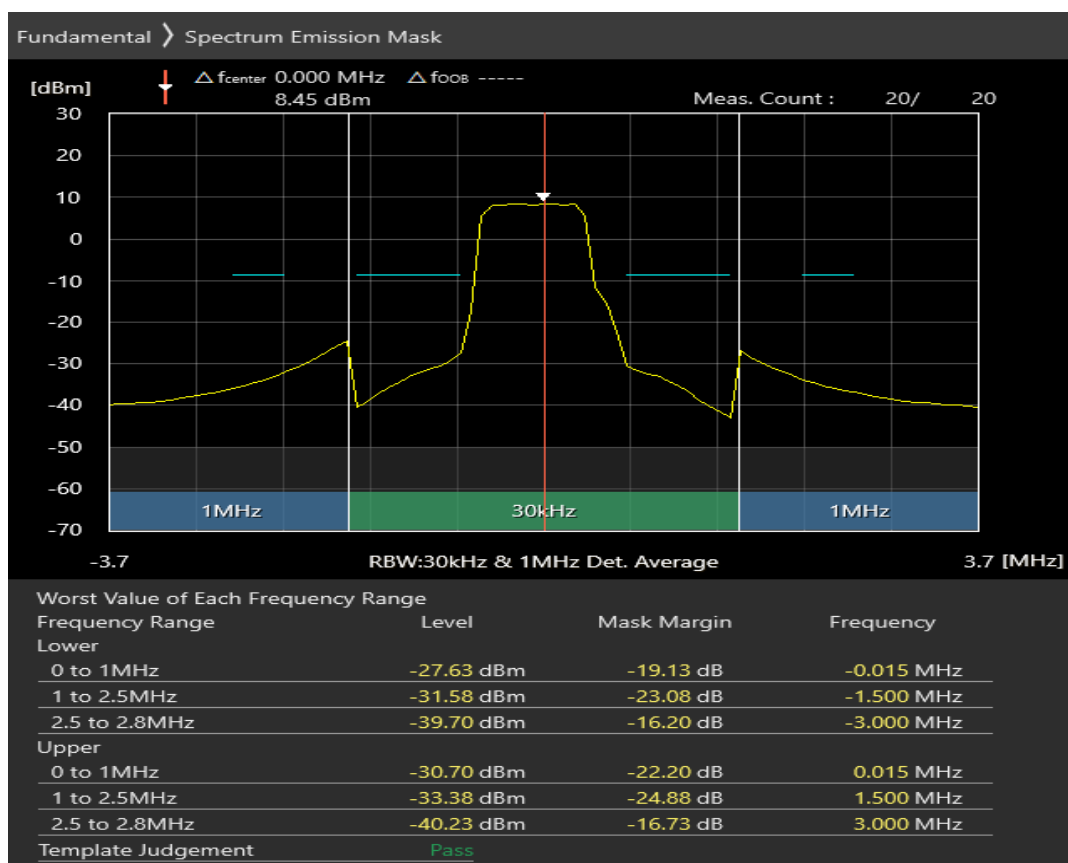 Fundamental ❯ Spectrum Emission Mask
[dBm] △ fcenter 0.000 MHz △ fOOB -----
8.45 dBm Meas. Count : 20/ 20
30
20
10
0
-10
-20
-30
-40
-50
-60
1MHz 30kHz 1MHz
-70
-3.7 RBW:30kHz & 1MHz Det. Average 3.7 [MHz]
Worst Value of Each Frequency Range
Frequency Range Level Mask Margin Frequency
Lower
0 to 1MHz -27.63 dBm -19.13 dB -0.015 MHz
1 to 2.5MHz -31.58 dBm -23.08 dB -1.500 MHz
2.5 to 2.8MHz -39.70 dBm -16.20 dB -3.000 MHz
Upper
0 to 1MHz -30.70 dBm -22.20 dB 0.015 MHz
1 to 2.5MHz -33.38 dBm -24.88 dB 1.500 MHz
2.5 to 2.8MHz -40.23 dBm -16.73 dB 3.000 MHz
Template Judgement Pass